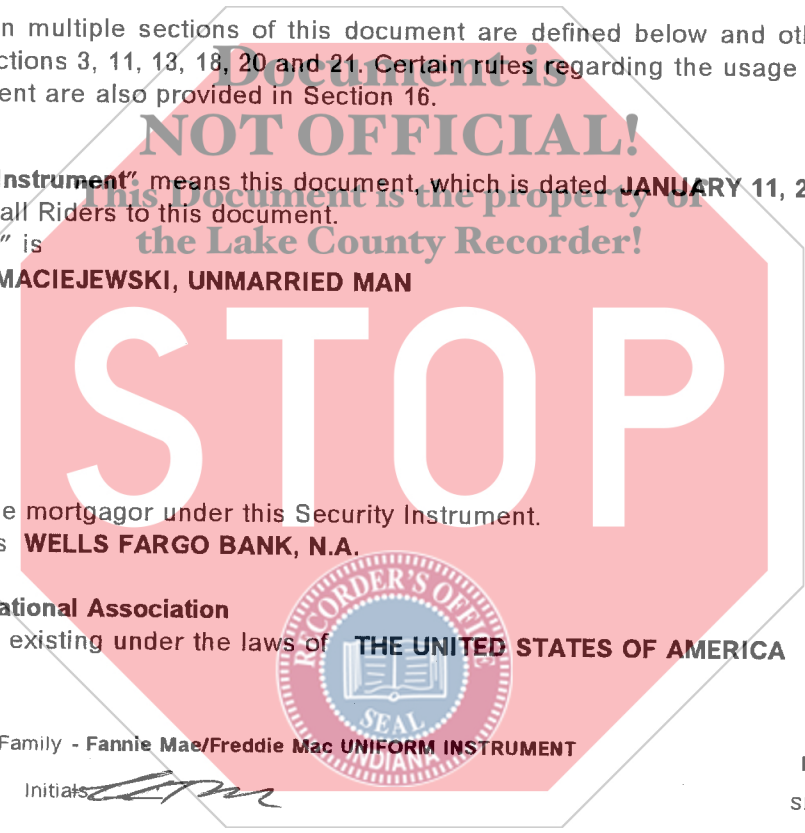 n multiple sections of this document are defined below and ot
ctions 3, 11, 13, 18, 20 and 21. Certain rules regarding the usage
Document is
ent are also provided in Section 16.
NOT OFFICIAL!
nstrument" means this document, which is dated JANUARY 11, 2
This Document is the property of
all Riders to this document.
" is
the Lake County Recorder!
MACIEJEWSKI, UNMARRIED MAN
STOP
e mortgagor under this Security Instrument.
s WELLS FARGO BANK, N.A.
ational Association
existing under the laws of THE UNITED STATES OF AMERICA
RECORDER'S OFFICE
SEAL
INDIANA
Family - Fannie Mae/Freddie Mac UNIFORM INSTRUMENT
Initials
S